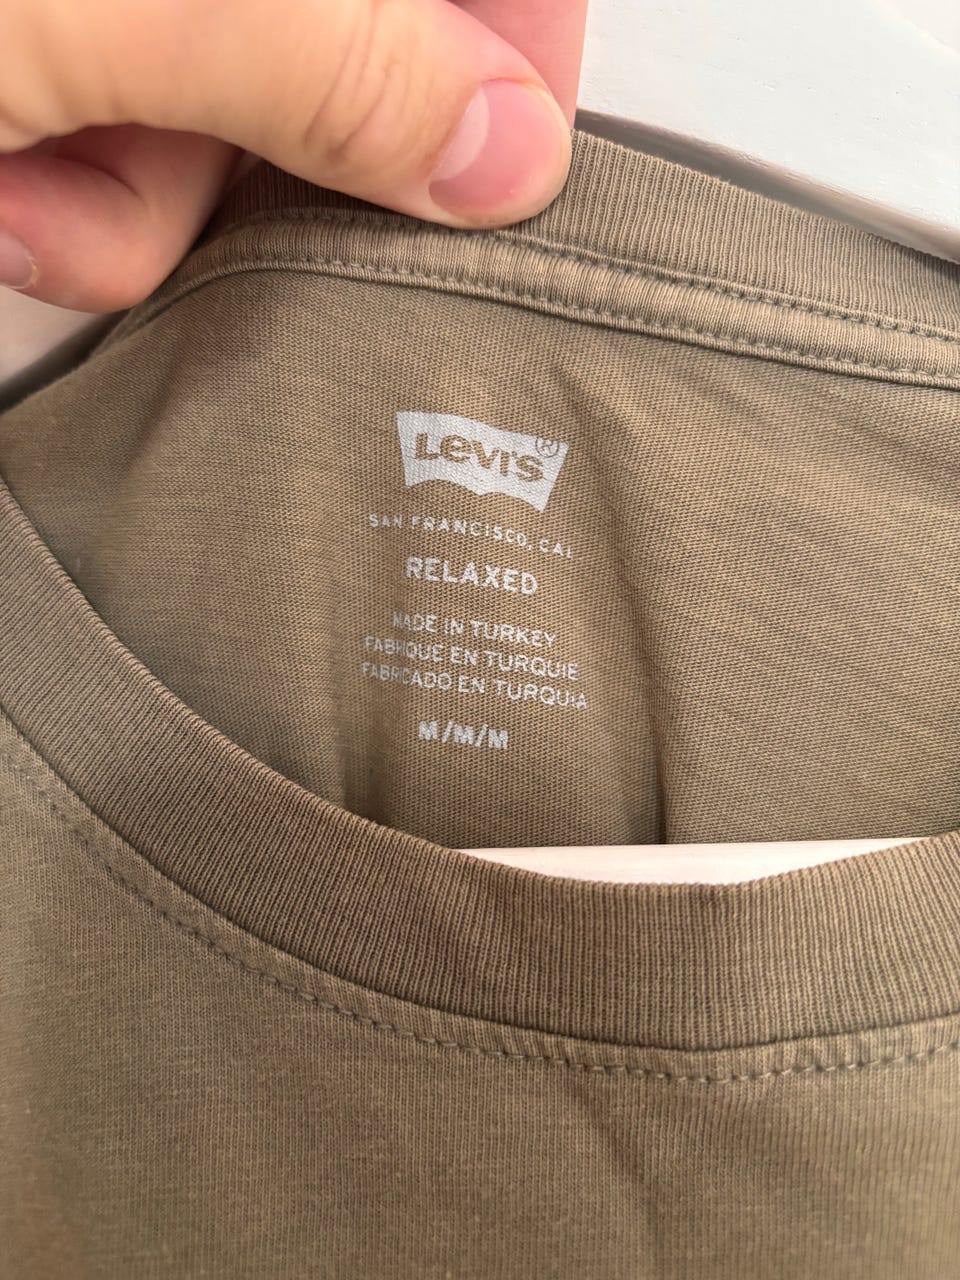 Levi's®
SAN FRANCISCO, CAL
RELAXED
MADE IN TURKEY
FABRIQUE EN TURQUIE
FABRICADO EN TURQUIA
M/M/M